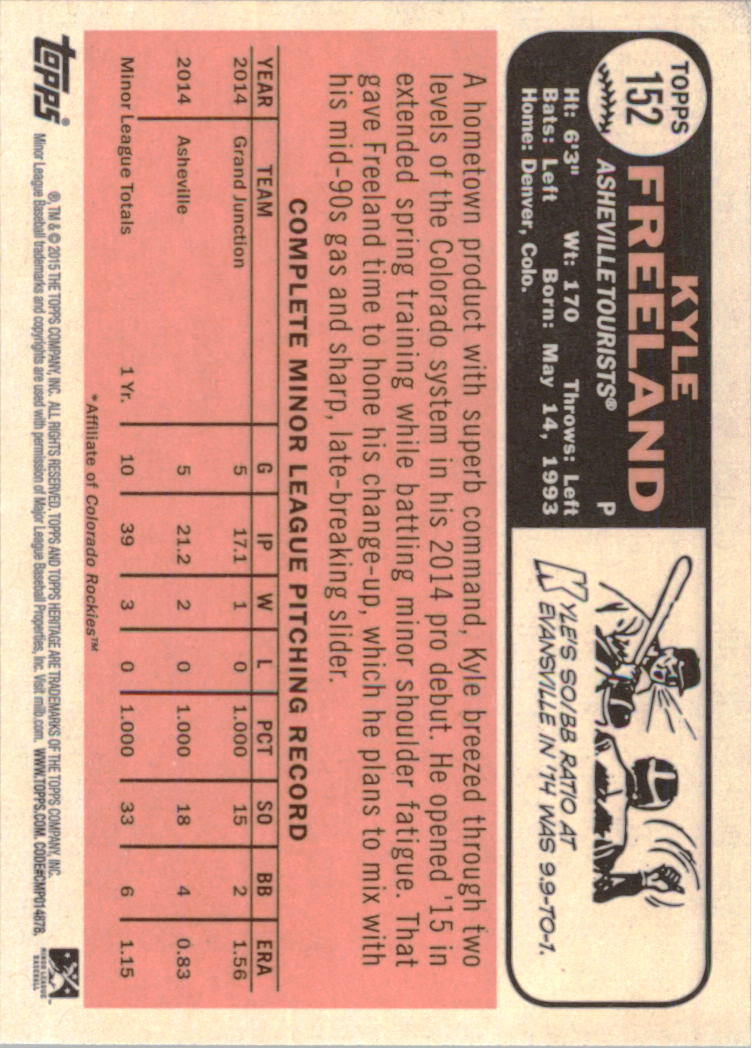 TOPPS
152
KYLE
FREELAND
ASHEVILLE TOURISTS® P
Ht: 6'3" Wt: 170 Throws: Left
Bats: Left Born: May 14, 1993
Home: Denver, Colo.
KYLE'S SO/BB RATIO AT
EVANSVILLE IN '14 WAS 9.9-TO-1.
A hometown product with superb command, Kyle breezed through two
levels of the Colorado system in his 2014 pro debut. He opened '15 in
extended spring training while battling minor shoulder fatigue. That
gave Freeland time to hone his change-up, which he plans to mix with
his mid-90s gas and sharp, late-breaking slider.
COMPLETE MINOR LEAGUE PITCHING RECORD
YEAR TEAM G IP W L PCT SO BB ERA
2014 Grand Junction 5 17.1 1 0 1.000 15 2 1.56
2014 Asheville 5 21.2 2 0 1.000 18 4 0.83
Minor League Totals 1 Yr. 10 39 3 0 1.000 33 6 1.15
*Affiliate of Colorado Rockies™
topps®
®, TM & © 2015 THE TOPPS COMPANY, INC. ALL RIGHTS RESERVED. TOPPS AND TOPPS HERITAGE ARE TRADEMARKS OF THE TOPPS COMPANY, INC.
Minor League Baseball trademarks and copyrights are used with permission of Major League Baseball Properties, Inc. Visit milb.com. WWW.TOPPS.COM. CODE#CMP014878.
MINOR LEAGUE
BASEBALL™